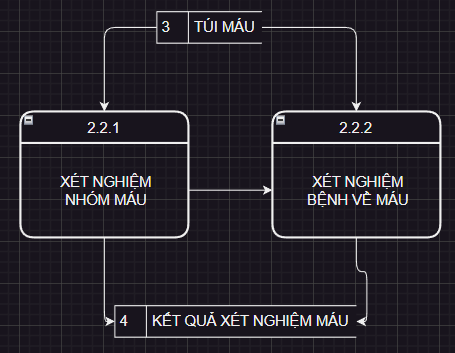 3 TÚI MÁU
2.2.1
2.2.2
XÉT NGHIỆM
NHÓM MÁU
XÉT NGHIỆM
BỆNH VỀ MÁU
4 KẾT QUẢ XÉT NGHIỆM MÁU